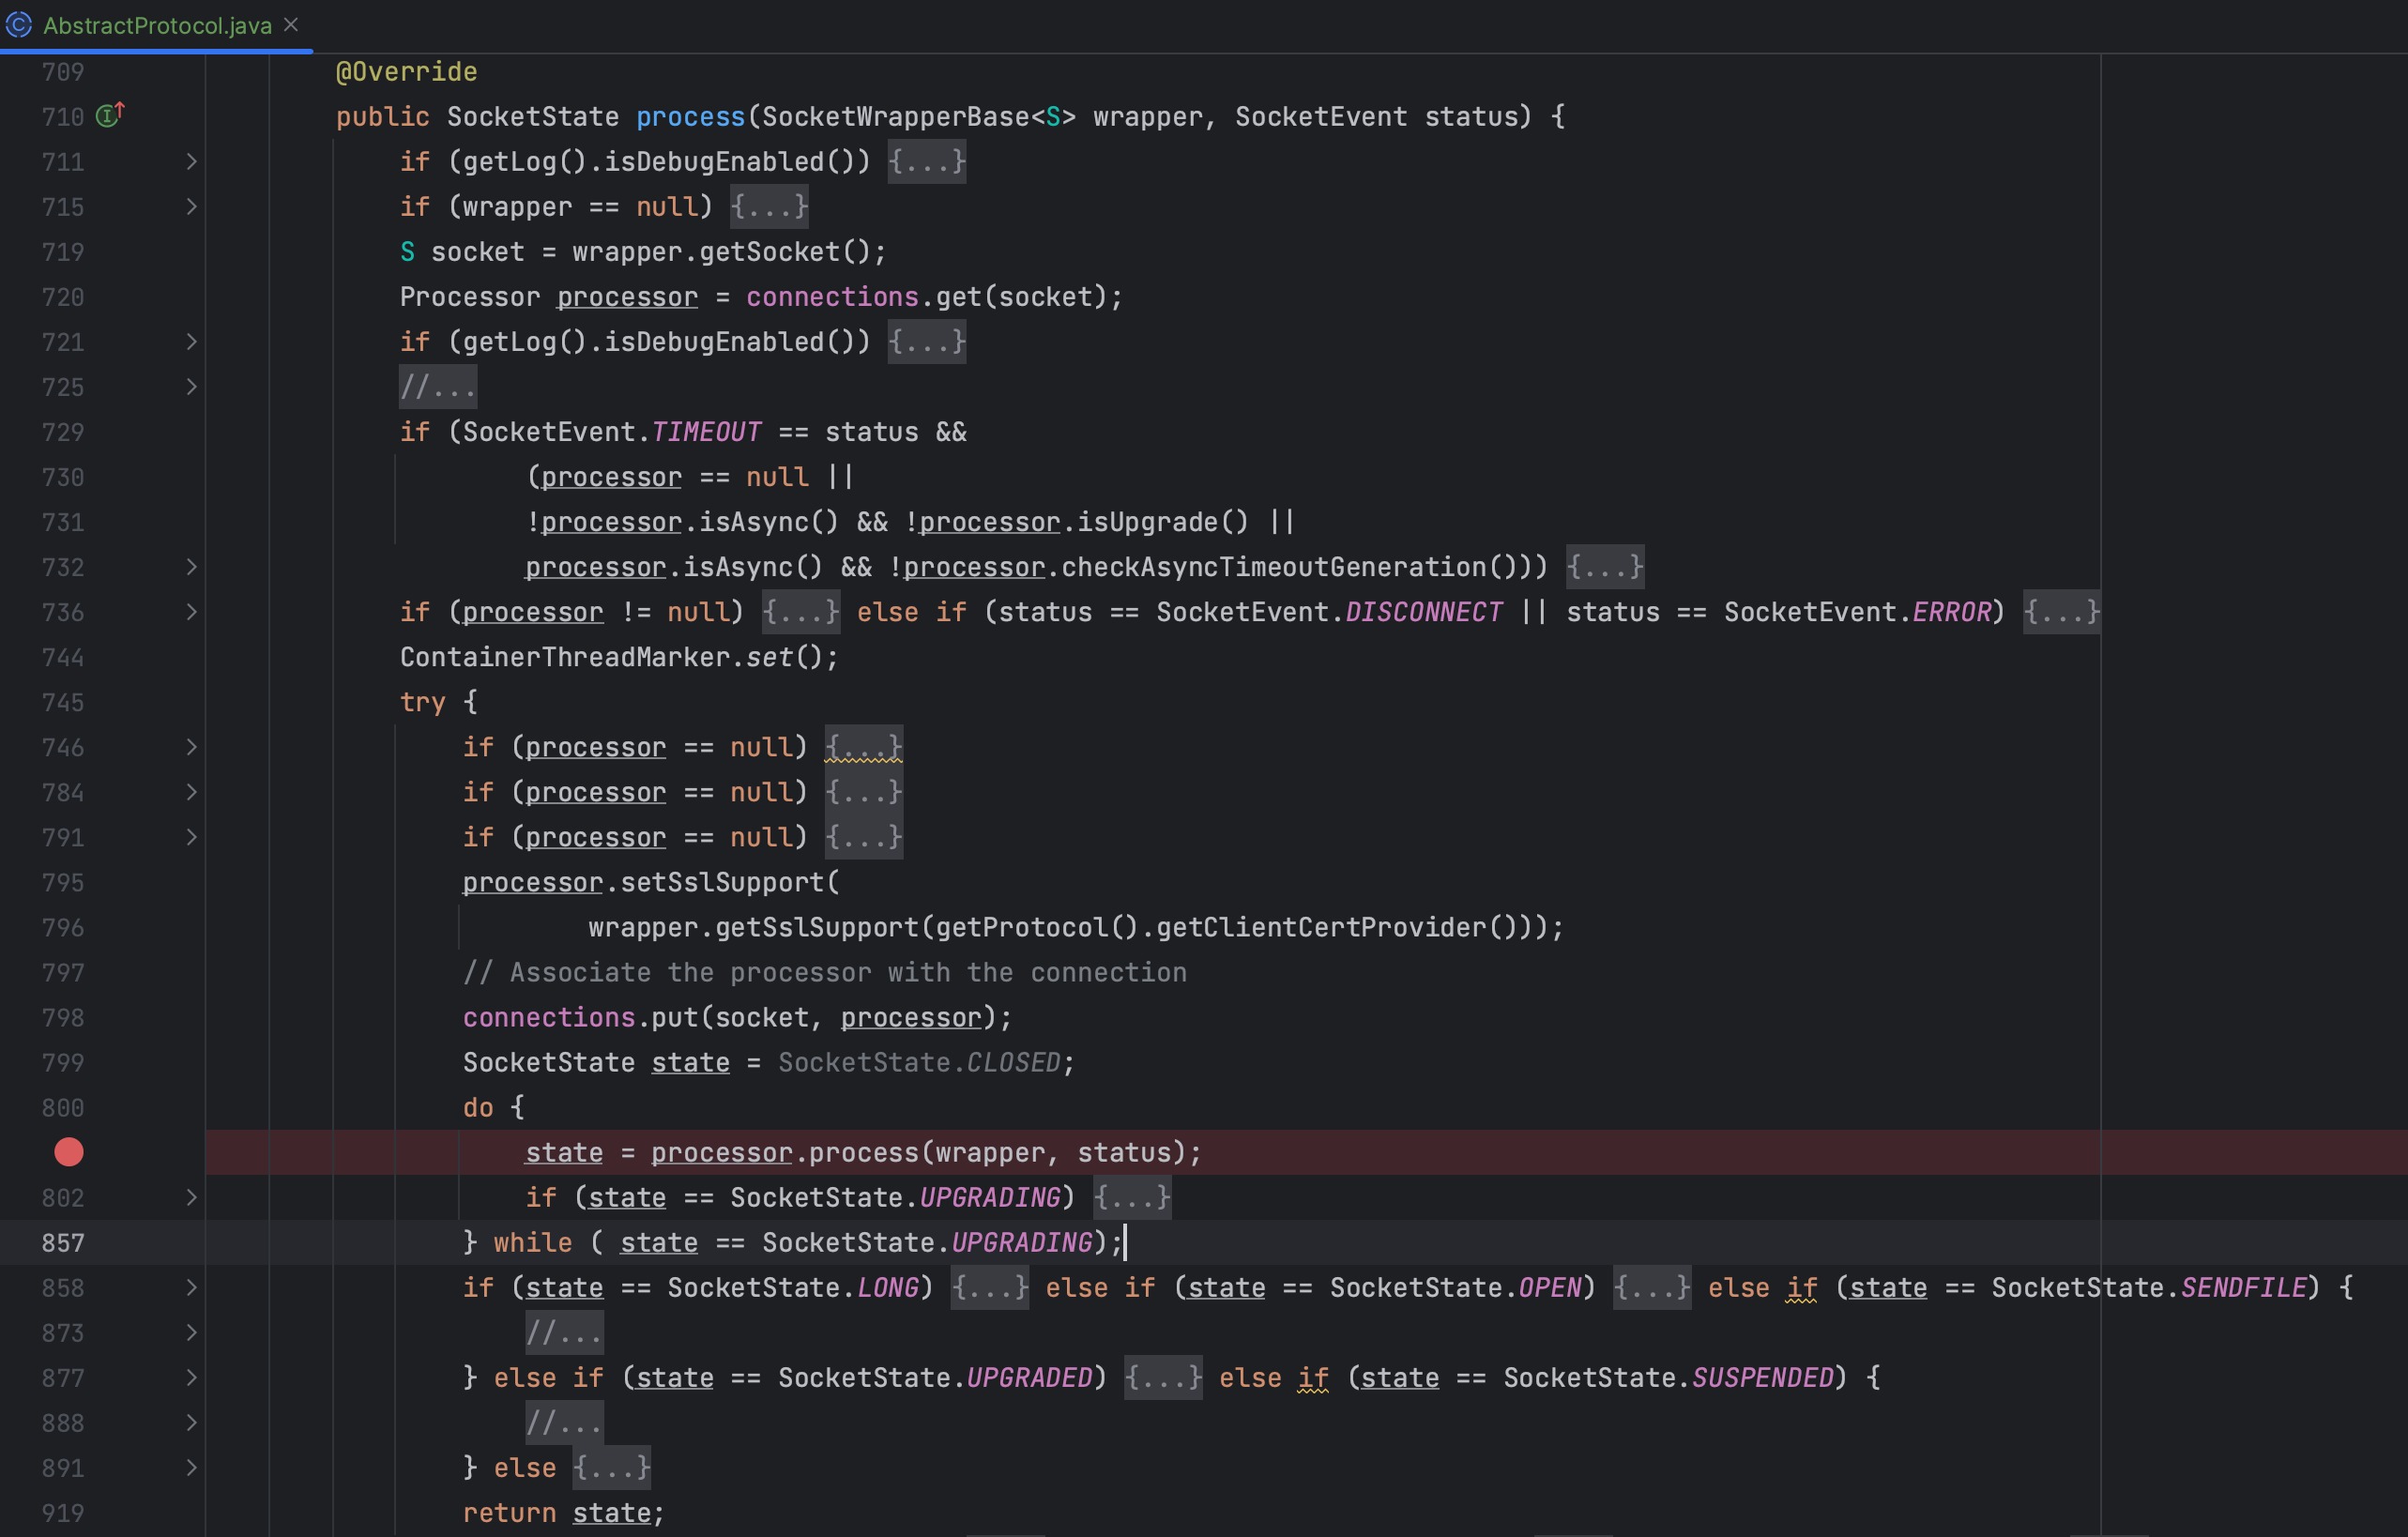 AbstractProtocol.java
709 @Override
710 public SocketState process(SocketWrapperBase<S> wrapper, SocketEvent status) {
711 if (getLog().isDebugEnabled()) {...}
715 if (wrapper == null) {...}
719 S socket = wrapper.getSocket();
720 Processor processor = connections.get(socket);
721 if (getLog().isDebugEnabled()) {...}
725 //...
729 if (SocketEvent.TIMEOUT == status &&
730 (processor == null ||
731 !processor.isAsync() && !processor.isUpgrade() ||
732 processor.isAsync() && !processor.checkAsyncTimeoutGeneration())) {...}
736 if (processor != null) {...} else if (status == SocketEvent.DISCONNECT || status == SocketEvent.ERROR) {...}
744 ContainerThreadMarker.set();
745 try {
746 if (processor == null) {...}
784 if (processor == null) {...}
791 if (processor == null) {...}
795 processor.setSslSupport(
796 wrapper.getSslSupport(getProtocol().getClientCertProvider()));
797 // Associate the processor with the connection
798 connections.put(socket, processor);
799 SocketState state = SocketState.CLOSED;
800 do {
state = processor.process(wrapper, status);
802 if (state == SocketState.UPGRADING) {...}
857 } while ( state == SocketState.UPGRADING);
858 if (state == SocketState.LONG) {...} else if (state == SocketState.OPEN) {...} else if (state == SocketState.SENDFILE) {
873 //...
877 } else if (state == SocketState.UPGRADED) {...} else if (state == SocketState.SUSPENDED) {
888 //...
891 } else {...}
919 return state;